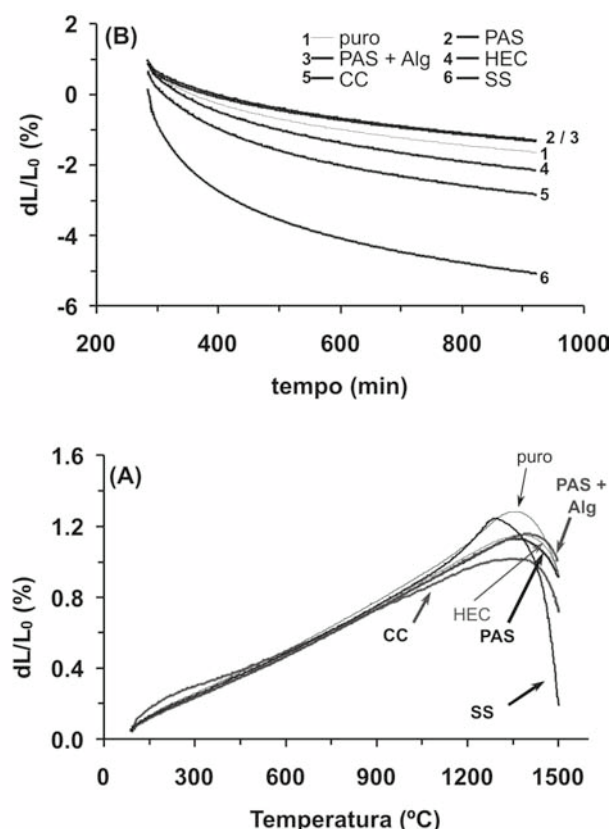 (B)
1 puro 2 PAS
3 PAS + Alg 4 HEC
5 CC 6 SS
2
0
-2
-4
-6
dL/L₀ (%)
2 / 3
1
4
5
6
200 400 600 800 1000
tempo (min)
(A)
1.6
1.2
0.8
0.4
0.0
dL/L₀ (%)
puro
PAS +
Alg
HEC
CC
PAS
SS
0 300 600 900 1200 1500
Temperatura (ºC)